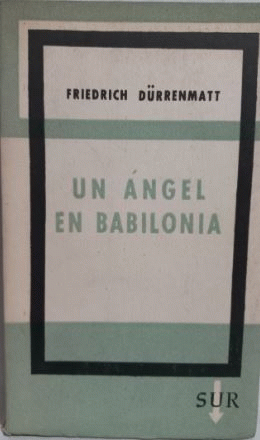 FRIEDRICH DÜRRENMATT
UN ÁNGEL
EN BABILONIA
SUR